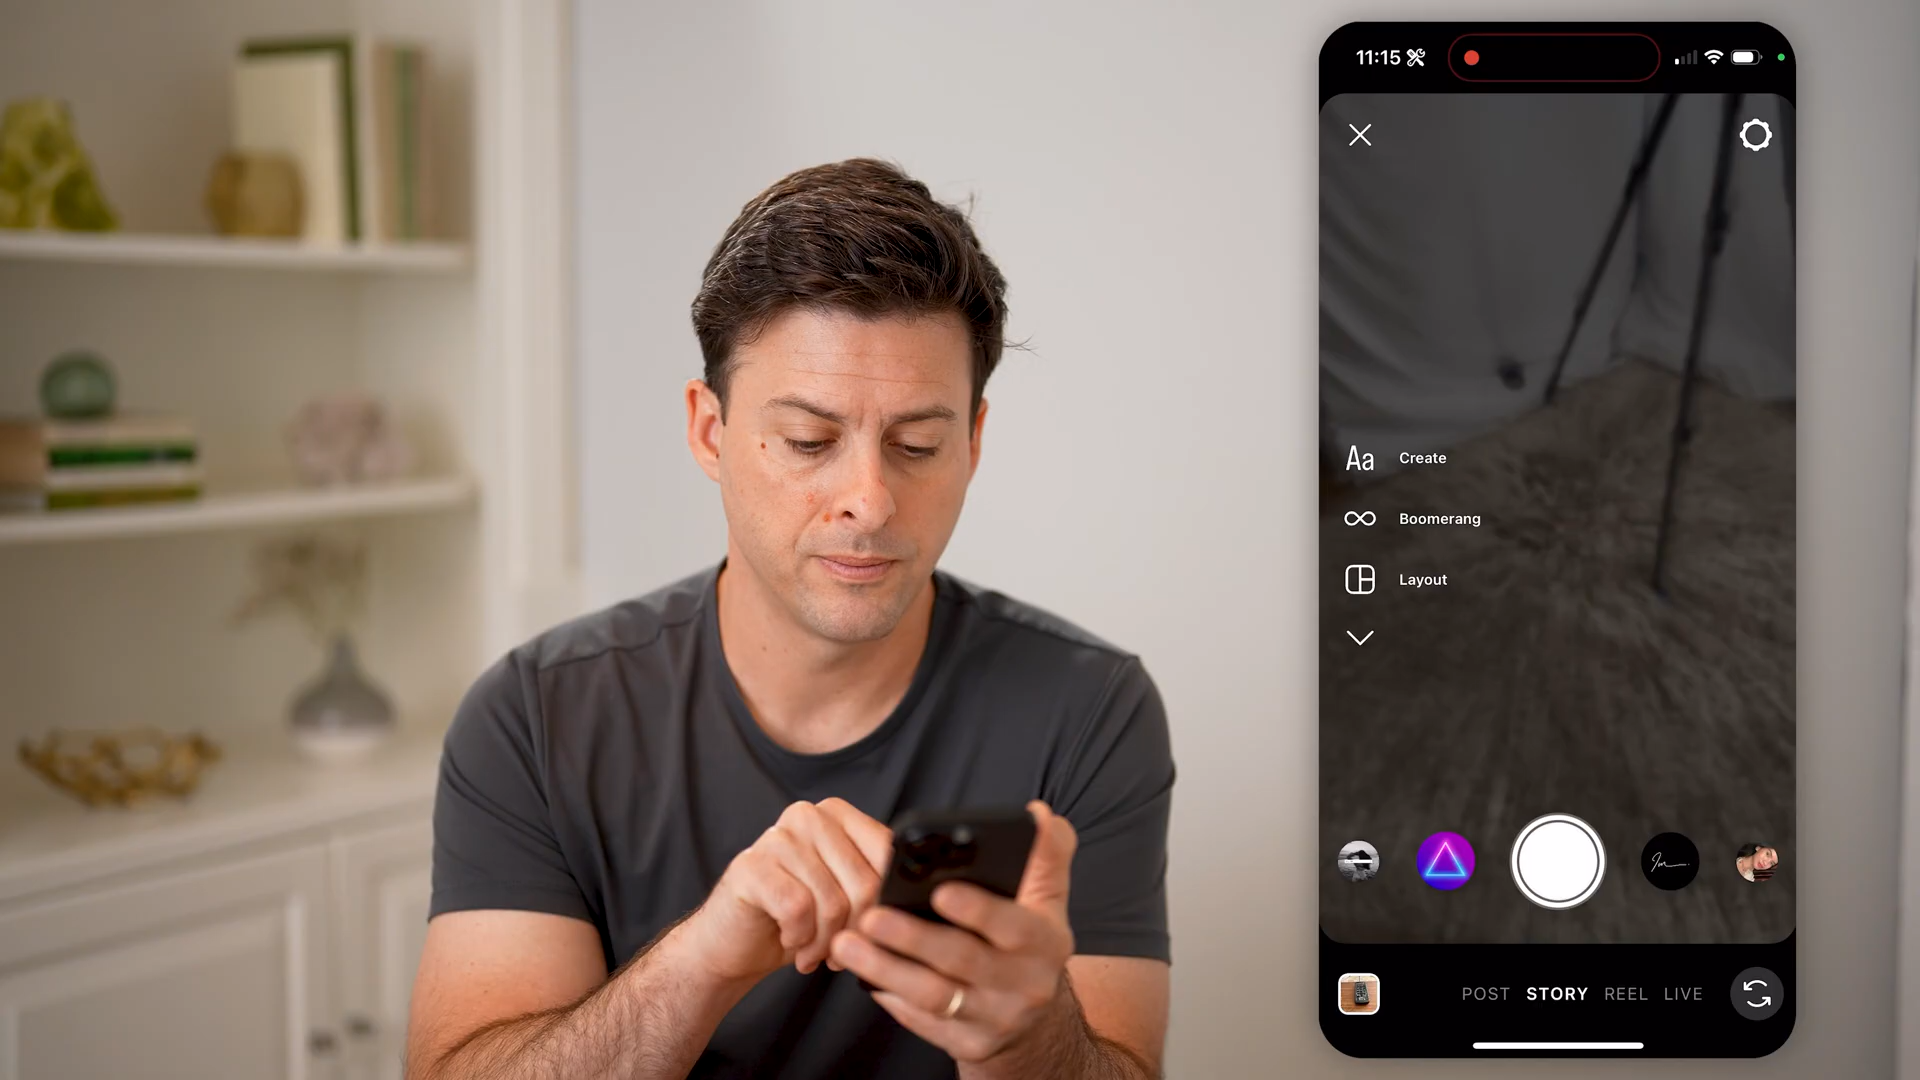 11:15
Aa Create
Boomerang
Layout
POST STORY REEL LIVE